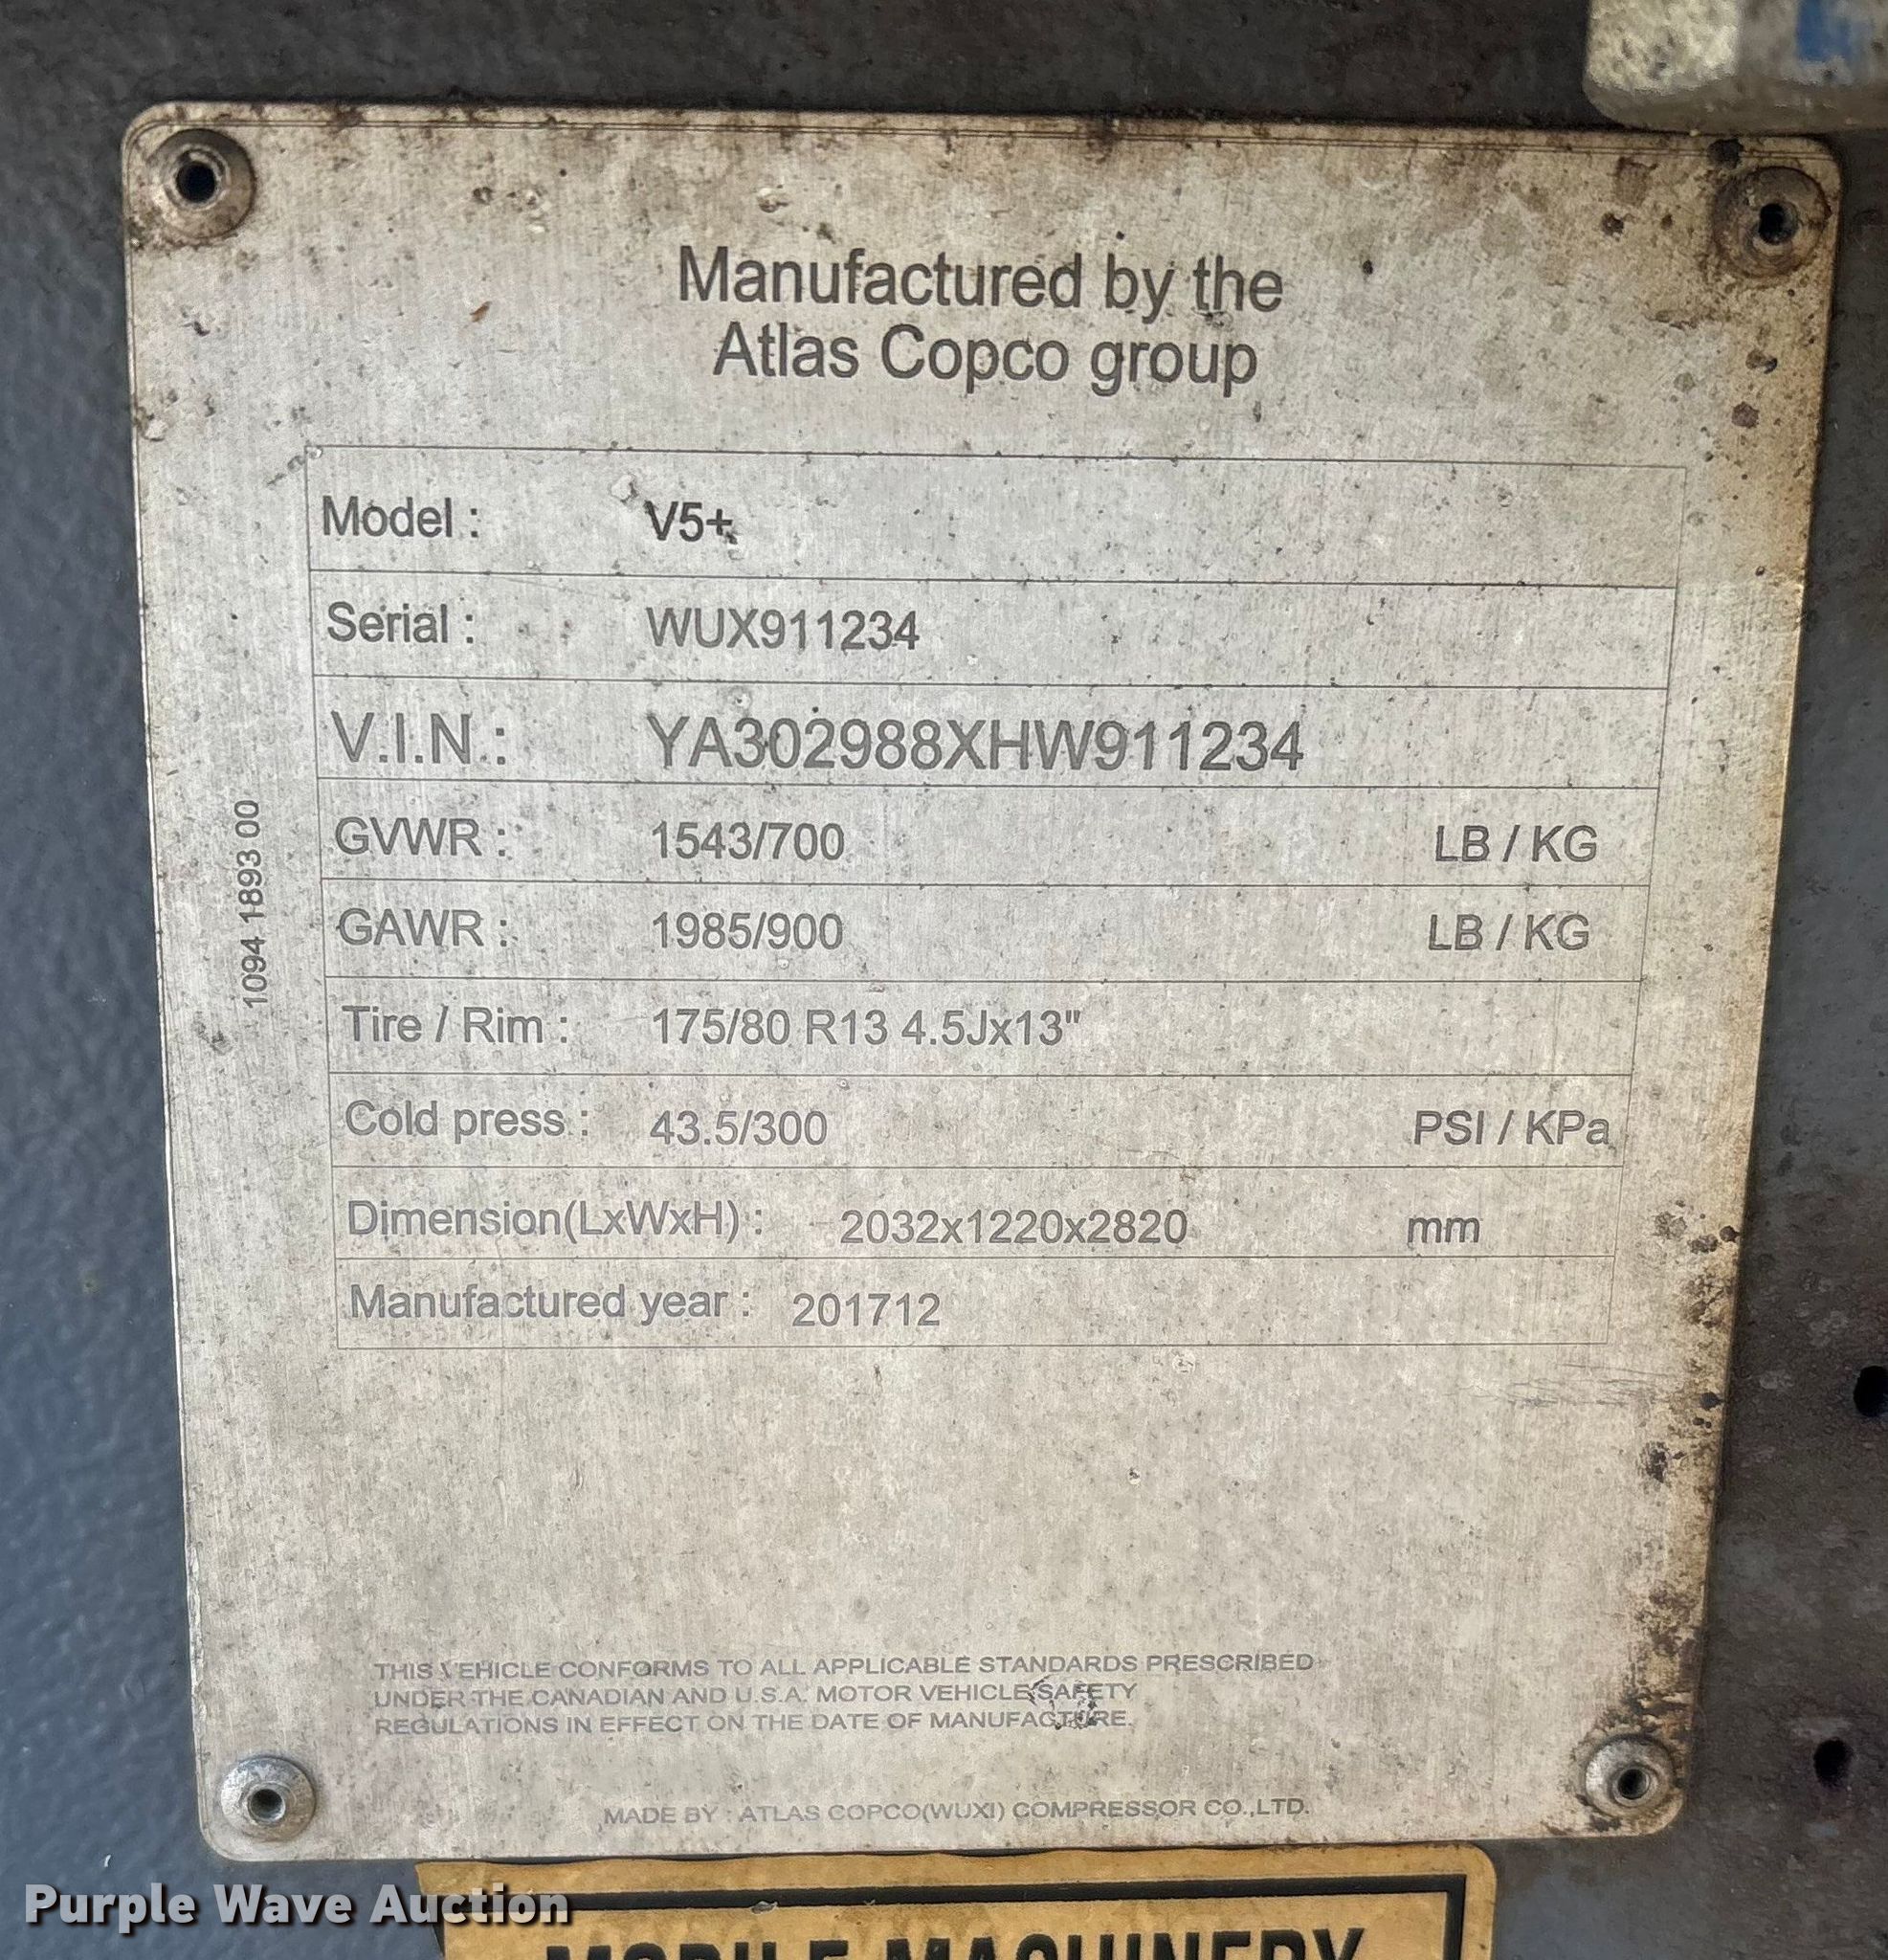 Manufactured by the
Atlas Copco group
Model : V5+
Serial : WUX911234
V.I.N.: YA302988XHW911234
GVWR : 1543/700 LB / KG
GAWR : 1985/900 LB / KG
Tire / Rim : 175/80 R13 4.5Jx13"
Cold press : 43.5/300 PSI / KPa
Dimension(LxWxH) : 2032x1220x2820 mm
Manufactured year : 201712
1094 1893 00
THIS VEHICLE CONFORMS TO ALL APPLICABLE STANDARDS PRESCRIBED
UNDER THE CANADIAN AND U.S.A. MOTOR VEHICLE SAFETY
REGULATIONS IN EFFECT ON THE DATE OF MANUFACTURE.
MADE BY : ATLAS COPCO(WUXI) COMPRESSOR CO.,LTD.
Purple Wave Auction
MOBILE MACHINERY